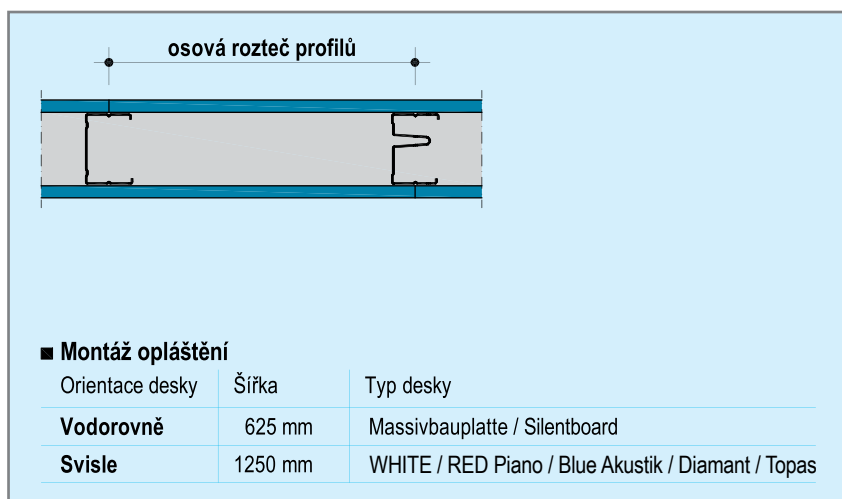 osová rozteč profilů
Montáž opláštění
Orientace desky Šířka Typ desky
Vodorovně 625 mm Massivbauplatte / Silentboard
Svisle 1250 mm WHITE / RED Piano / Blue Akustik / Diamant / Topas